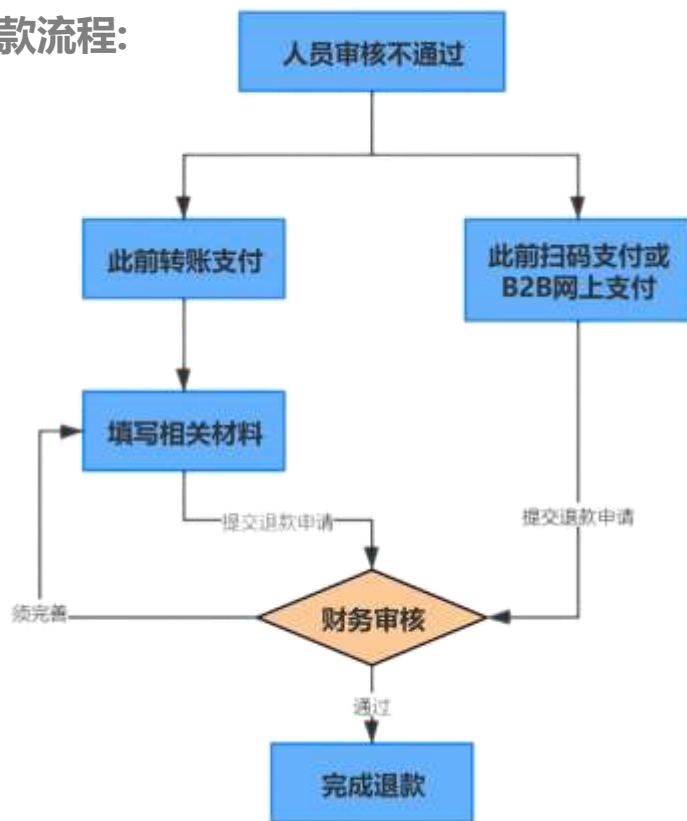 款流程:
人员审核不通过
此前转账支付
此前扫码支付或
B2B网上支付
填写相关材料
提交退款申请
提交退款申请
须完善
财务审核
通过
完成退款